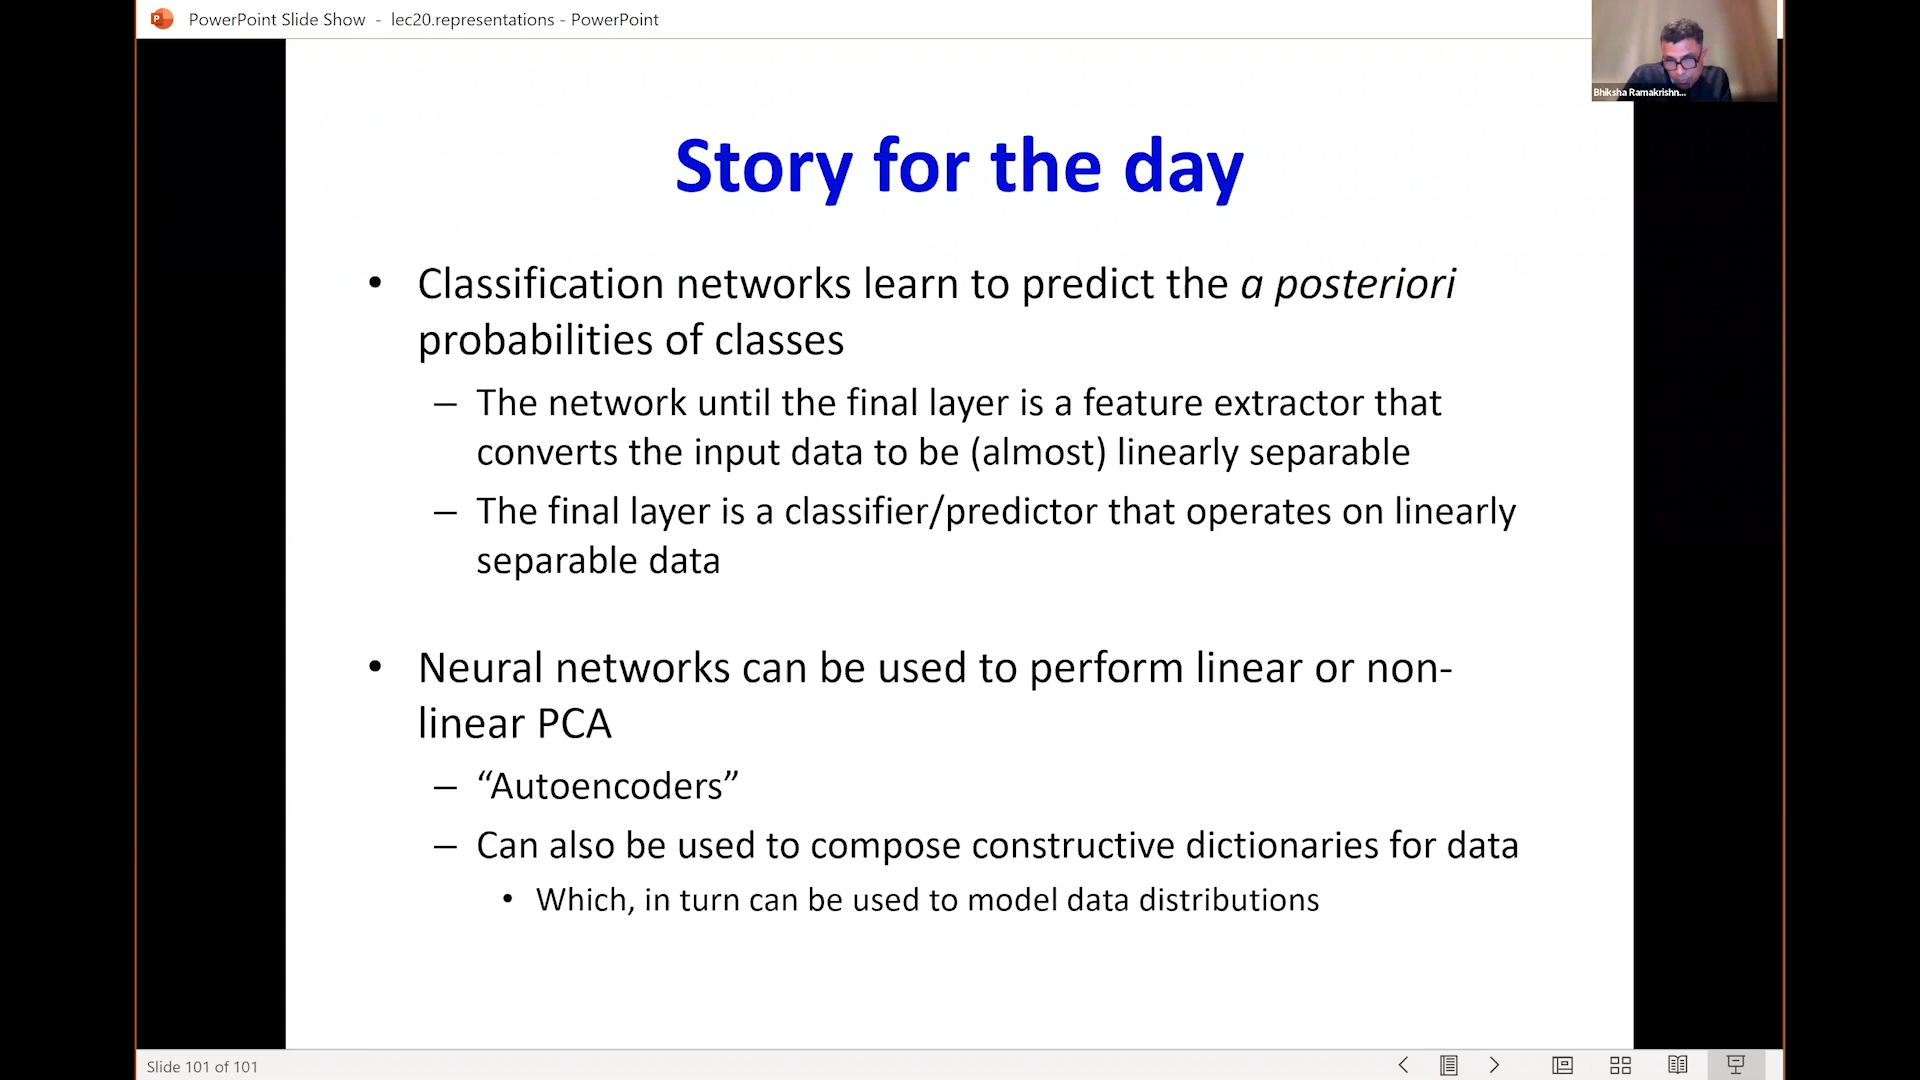 PowerPoint Slide Show - lec20.representations - PowerPoint
Bhiksha Ramakrishn...
Story for the day
• Classification networks learn to predict the a posteriori
probabilities of classes
– The network until the final layer is a feature extractor that
converts the input data to be (almost) linearly separable
– The final layer is a classifier/predictor that operates on linearly
separable data
• Neural networks can be used to perform linear or non-
linear PCA
– “Autoencoders”
– Can also be used to compose constructive dictionaries for data
• Which, in turn can be used to model data distributions
Slide 101 of 101